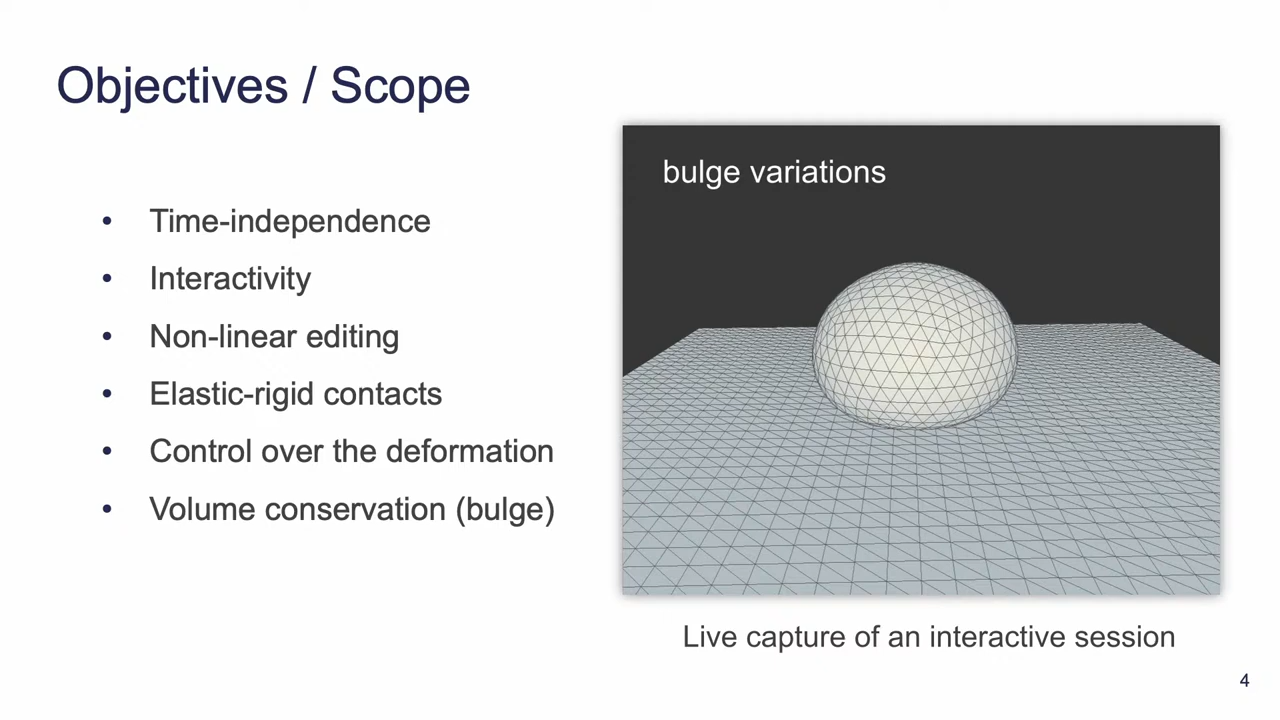 Objectives / Scope
• Time-independence
• Interactivity
• Non-linear editing
• Elastic-rigid contacts
• Control over the deformation
• Volume conservation (bulge)
bulge variations
Live capture of an interactive session
4